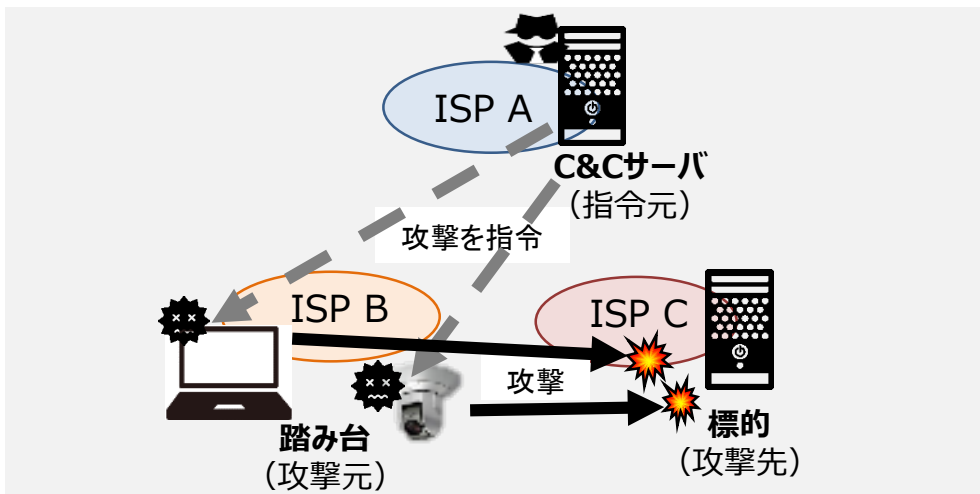 ISP A
C&Cサーバ
（指令元）
攻撃を指令
ISP B
ISP C
攻撃
踏み台
（攻撃元）
標的
（攻撃先）